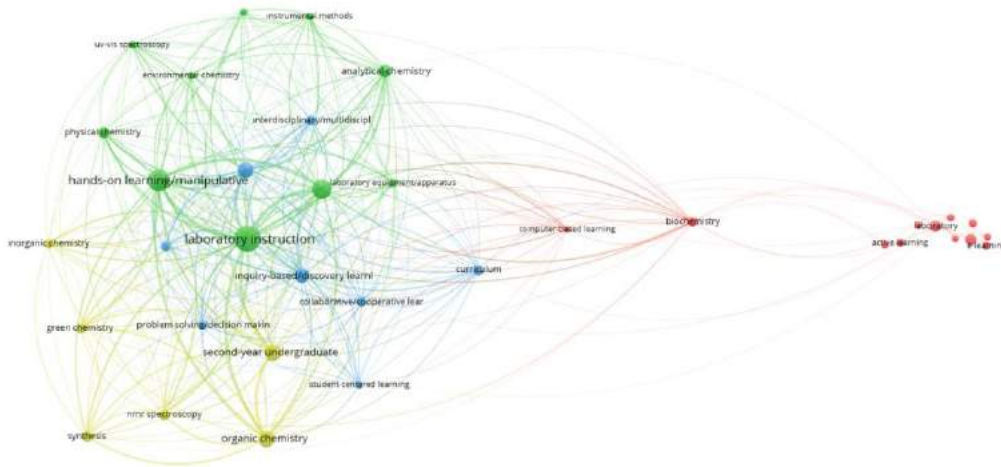 instrumental methods
uv-vis spectroscopy
analytical chemistry
environmental chemistry
interdisciplinary/multidiscipl
physical chemistry
hands-on learning/manipulative
laboratory equipment/apparatus
biochemistry
laboratory
computer-based learning
laboratory instruction
inorganic chemistry
active learning
curriculum
inquiry-based/discovery learni
collaborative/cooperative lear
green chemistry
problem solving/decision makin
second-year undergraduate
student-centered learning
nmr spectroscopy
synthesis
organic chemistry